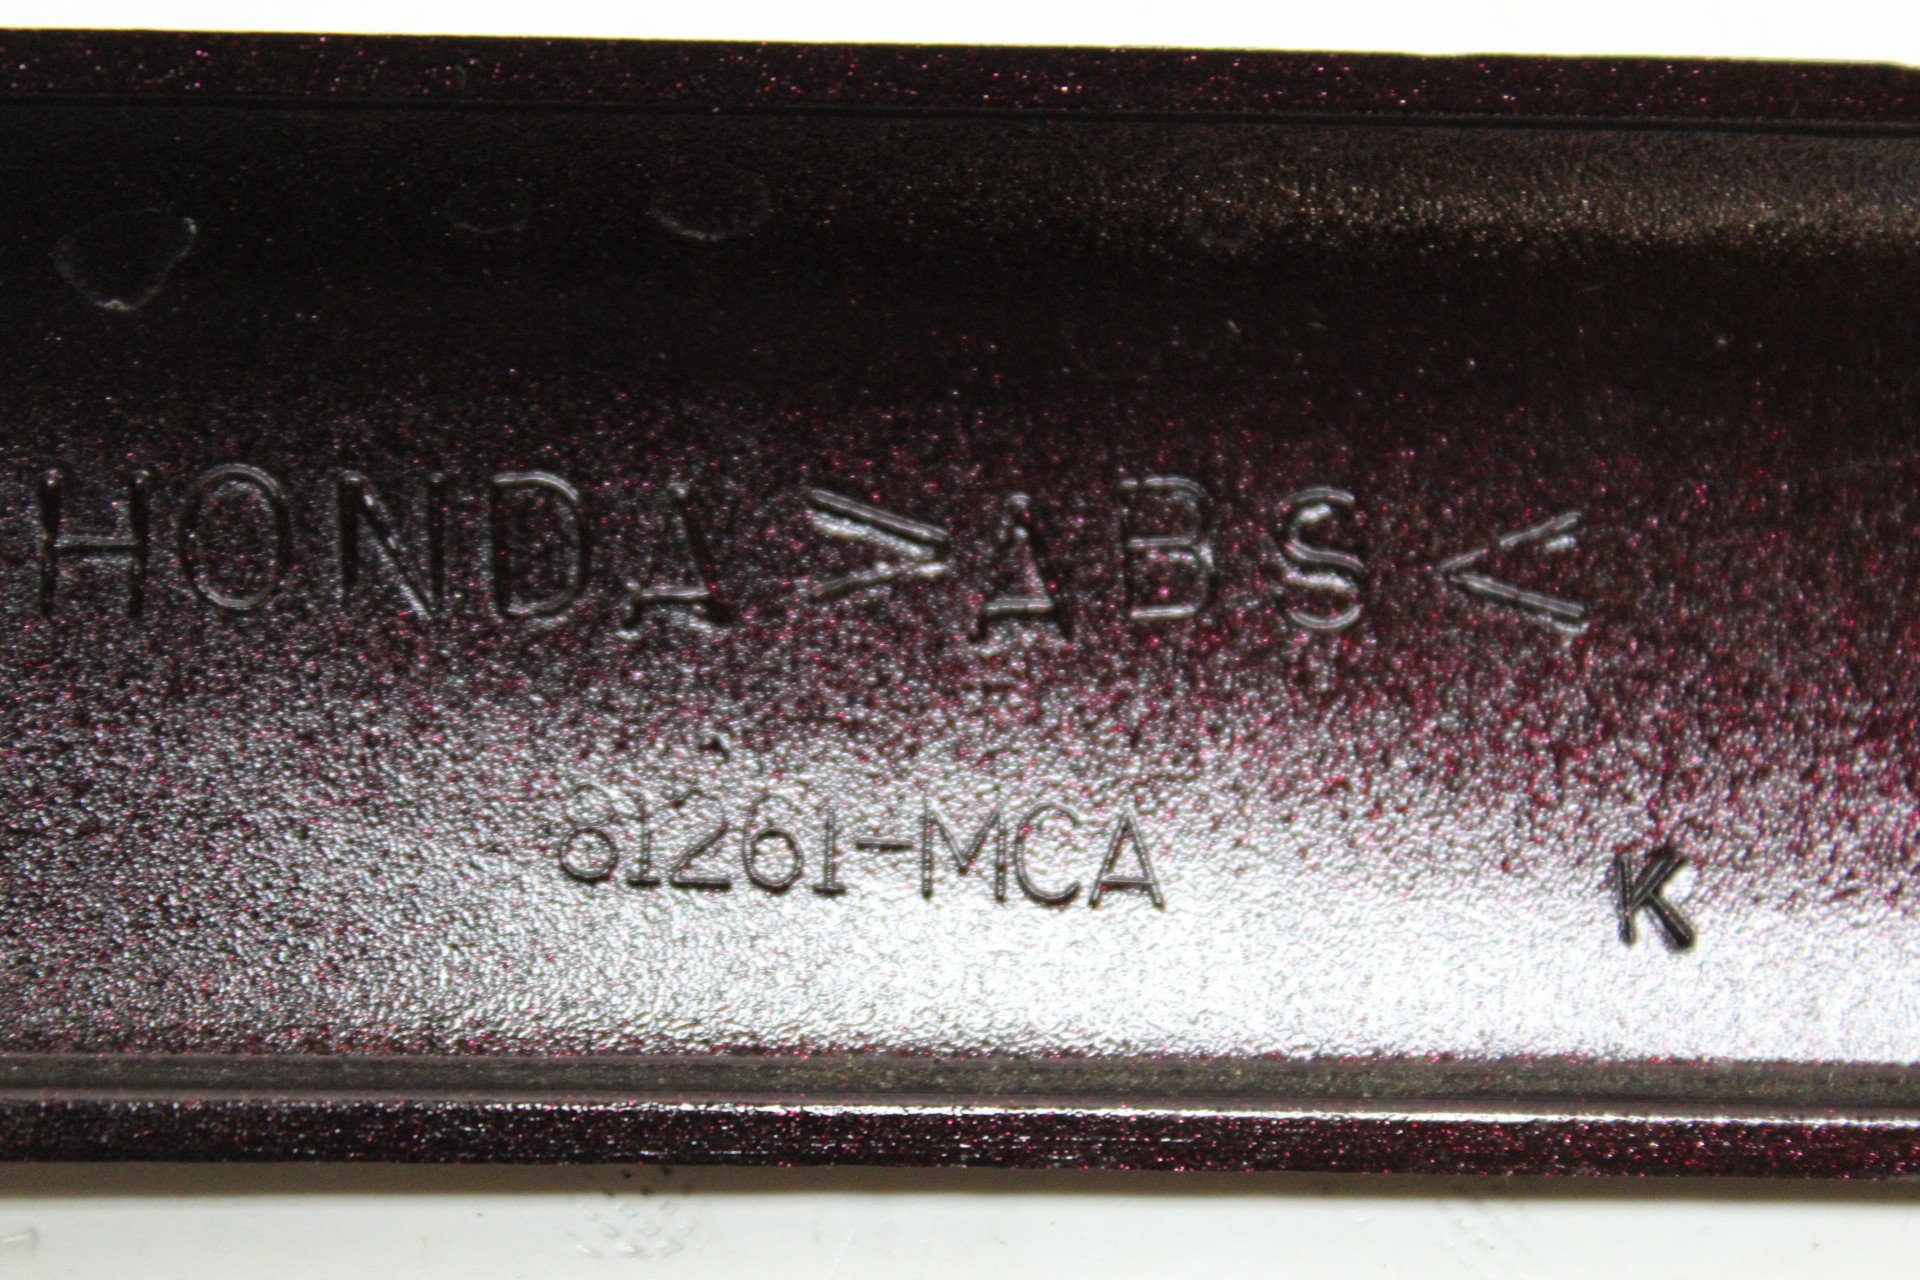 HONDA >ABS<
81261-MCA
K